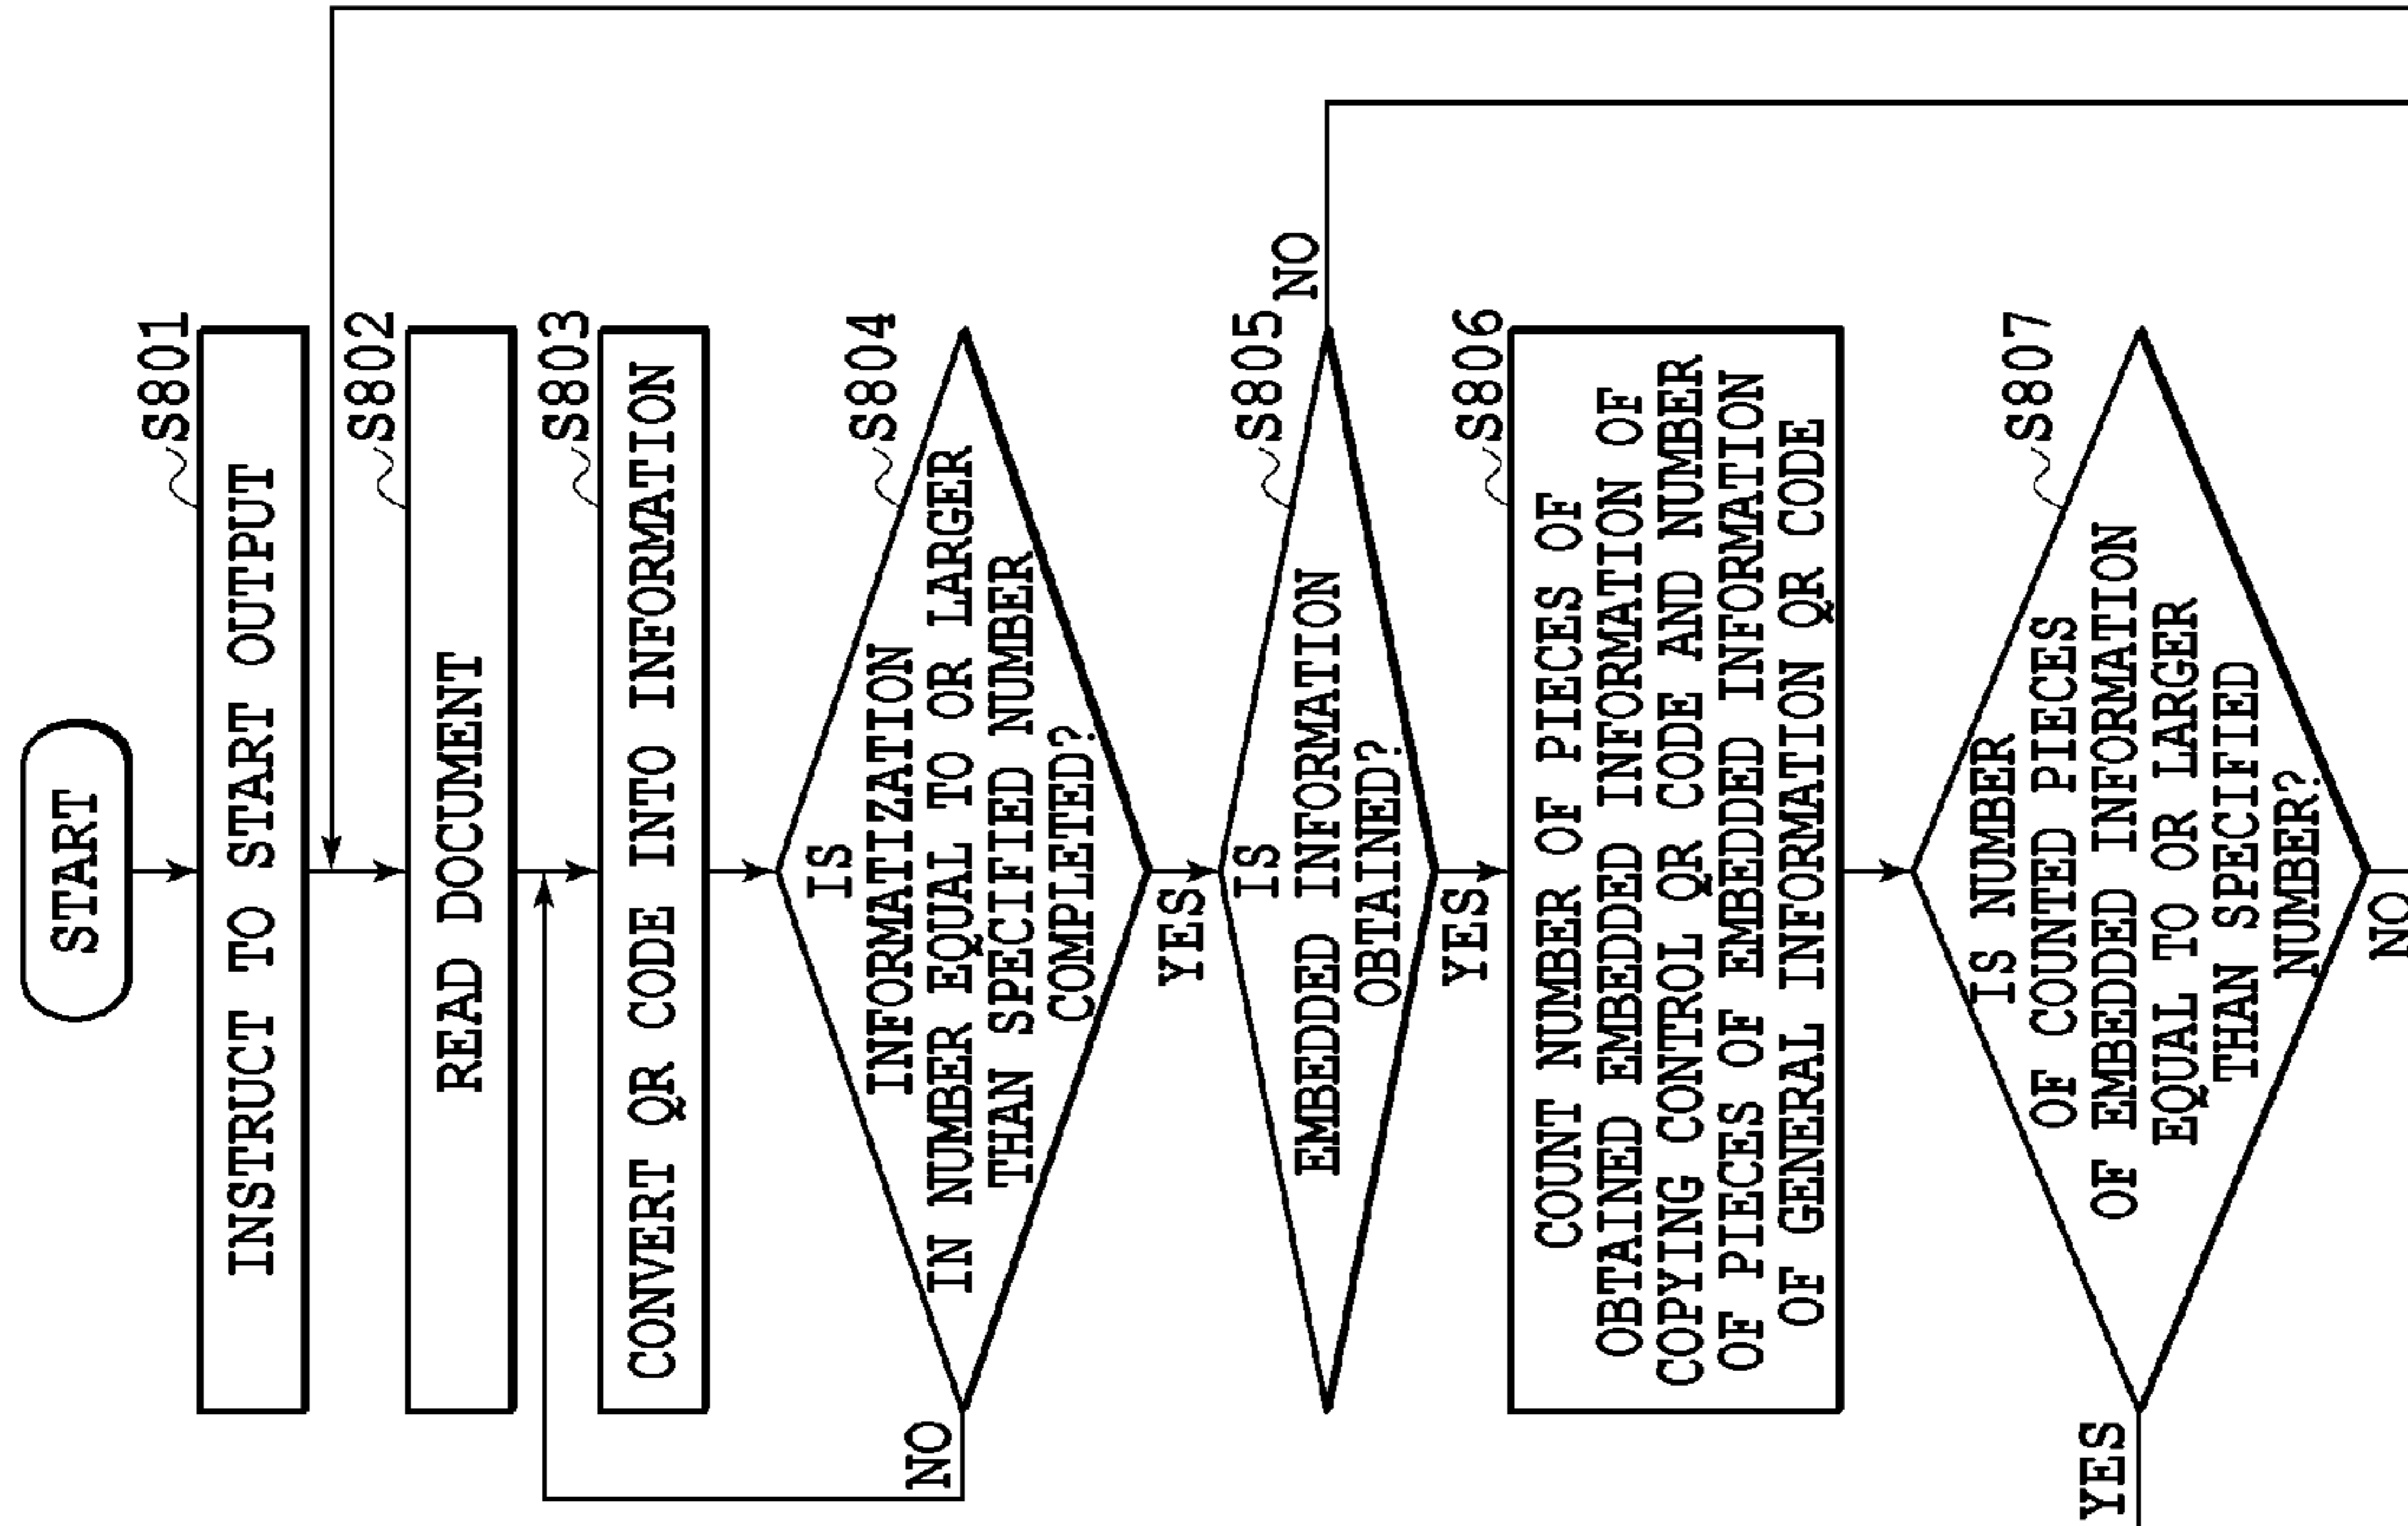 START
S801
INSTRUCT TO START OUTPUT
S802
READ DOCUMENT
S803
CONVERT QR CODE INTO INFORMATION
S804
IS
INFORMATIZATION
IN NUMBER EQUAL TO OR LARGER
THAN SPECIFIED NUMBER
COMPLETED?
NO
YES
S805
IS
EMBEDDED INFORMATION
OBTAINED?
NO
YES
S806
COUNT NUMBER OF PIECES OF
OBTAINED EMBEDDED INFORMATION OF
COPYING CONTROL QR CODE AND NUMBER
OF PIECES OF EMBEDDED INFORMATION
OF GENERAL INFORMATION QR CODE
S807
IS NUMBER
OF COUNTED PIECES
OF EMBEDDED INFORMATION
EQUAL TO OR LARGER
THAN SPECIFIED
NUMBER?
YES
NO